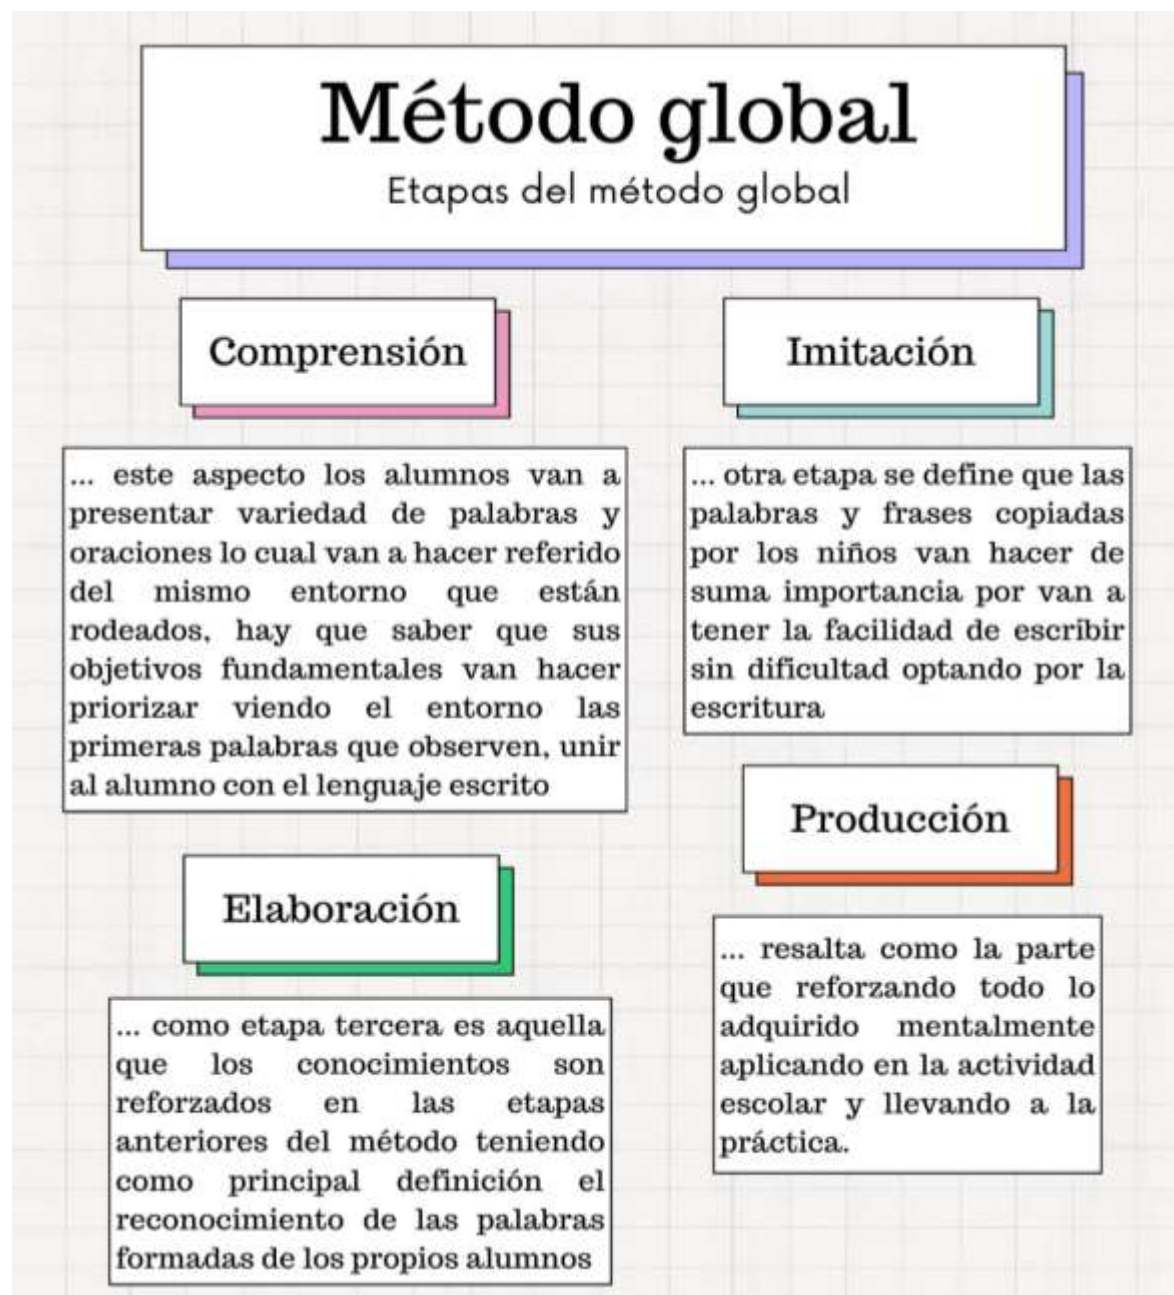 Método global
Etapas del método global
Comprensión
... este aspecto los alumnos van a
presentar variedad de palabras y
oraciones lo cual van a hacer referido
del mismo entorno que están
rodeados, hay que saber que sus
objetivos fundamentales van hacer
priorizar viendo el entorno las
primeras palabras que observen, unir
al alumno con el lenguaje escrito
Imitación
... otra etapa se define que las
palabras y frases copiadas
por los niños van hacer de
suma importancia por van a
tener la facilidad de escribir
sin dificultad optando por la
escritura
Elaboración
... como etapa tercera es aquella
que los conocimientos son
reforzados en las etapas
anteriores del método teniendo
como principal definición el
reconocimiento de las palabras
formadas de los propios alumnos
Producción
... resalta como la parte
que reforzando todo lo
adquirido mentalmente
aplicando en la actividad
escolar y llevando a la
práctica.